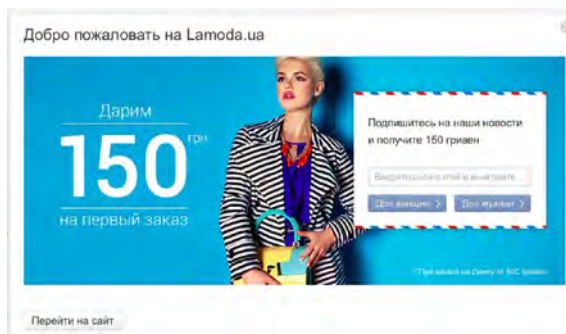 Добро пожаловать на Lamoda.ua
Дарим
150 грн
на первый заказ
Подпишитесь на наши новости
и получите 150 гривен
Для женщин >
Для мужчин >
Перейти на сайт